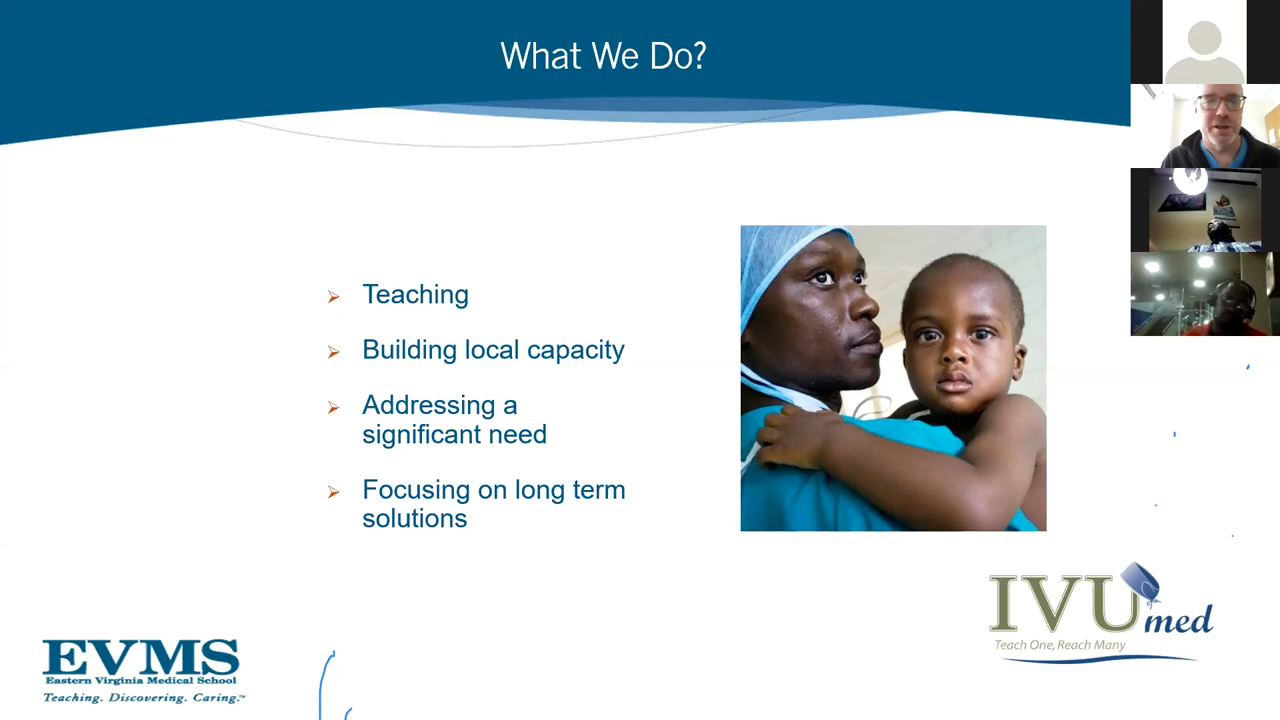 What We Do?
Teaching
Building local capacity
Addressing a
significant need
Focusing on long term
solutions
IVUmed
Teach One, Reach Many
EVMS
Eastern Virginia Medical School
Teaching. Discovering. Caring.™